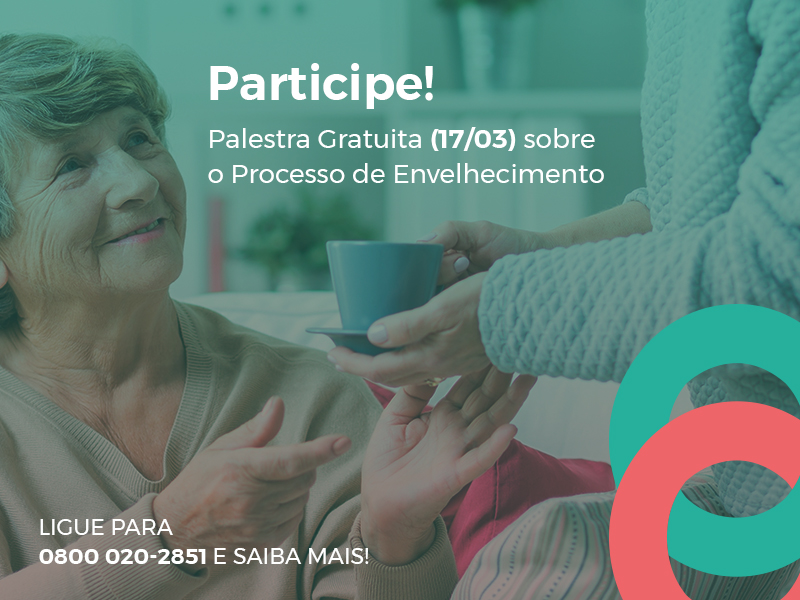 Participe!
Palestra Gratuita (17/03) sobre
o Processo de Envelhecimento
LIGUE PARA
0800 020-2851 E SAIBA MAIS!